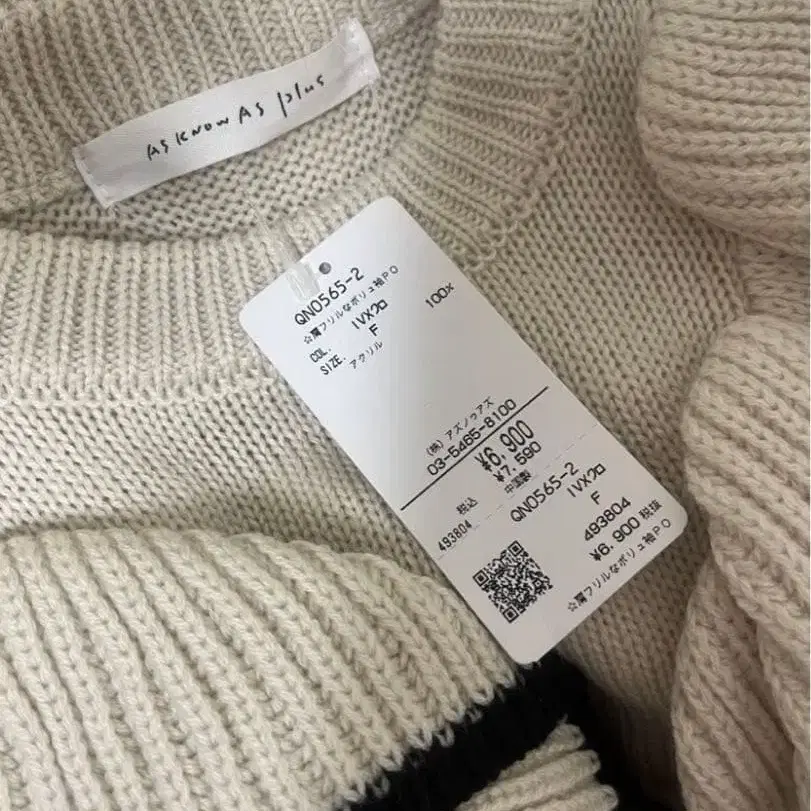 AS KNOW AS plus
QN0565-2
☆肩フリルなボリュ袖PO
COL. IVXクロ
SIZE. F
アクリル 100%
(株) アズノゥアズ
03-5465-8100
¥6,900
税込 ¥7,590
493804 中国製
QN0565-2
IVXクロ
F
493804
¥6,900 税抜
☆肩フリルなボリュ袖PO